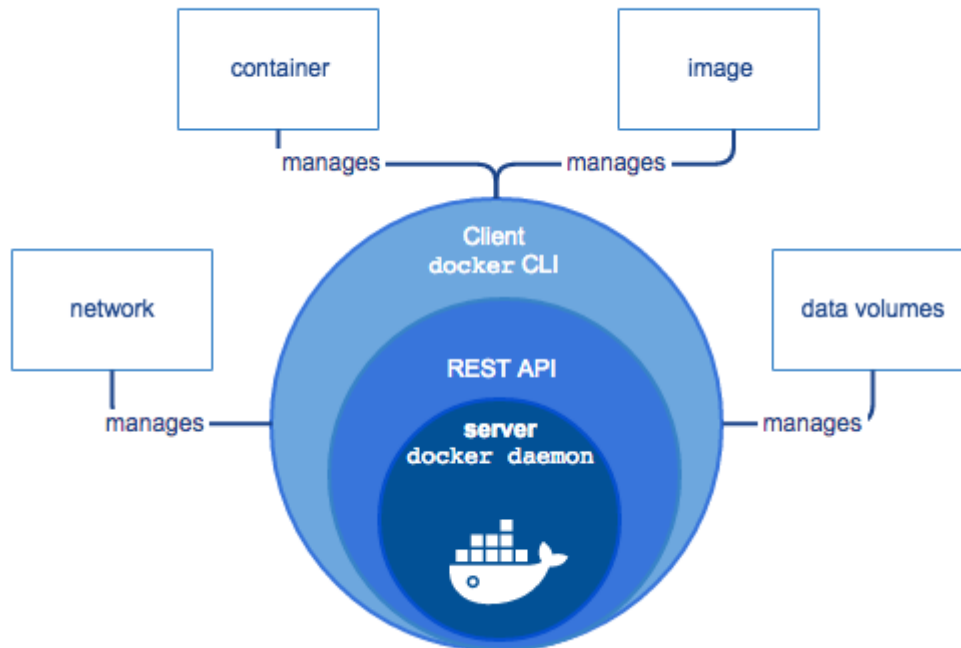 container
image
manages
manages
Client
docker CLI
network
data volumes
REST API
manages
manages
server
docker daemon